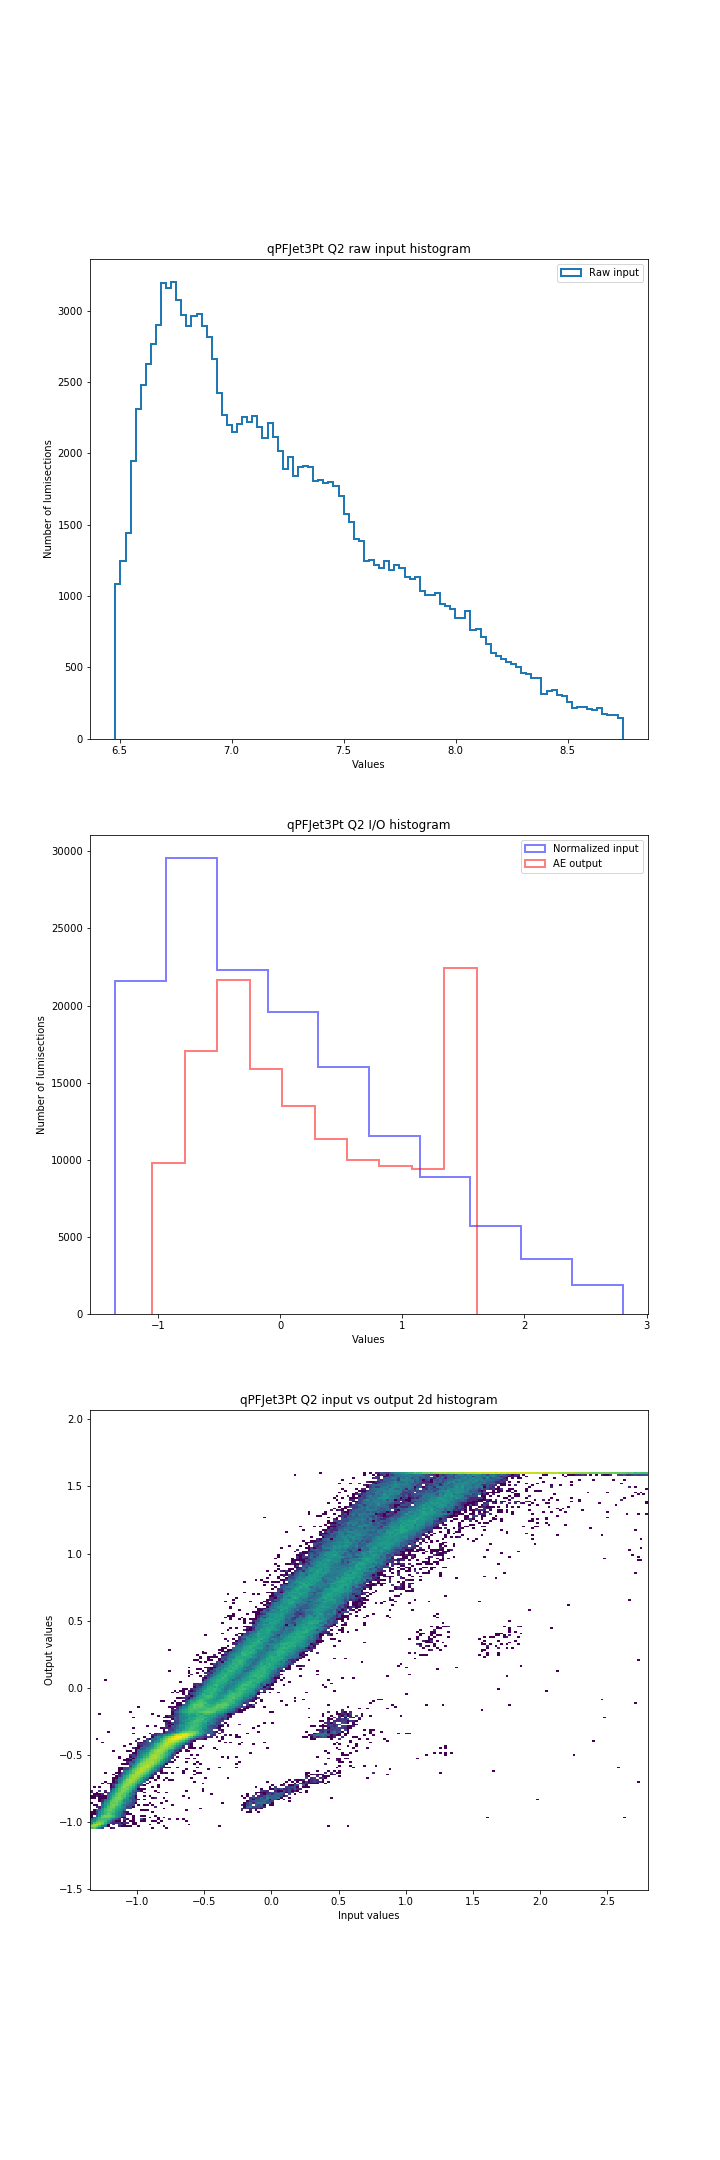 qPFJet3Pt Q2 raw input histogram
Raw input
3000
2500
2000
1500
1000
500
0
Number of lumisections
6.5 7.0 7.5 8.0 8.5
Values
qPFJet3Pt Q2 I/O histogram
Normalized input
AE output
30000
25000
20000
15000
10000
5000
0
Number of lumisections
−1 0 1 2 3
Values
qPFJet3Pt Q2 input vs output 2d histogram
2.0
1.5
1.0
0.5
0.0
−0.5
−1.0
−1.5
Output values
−1.0 −0.5 0.0 0.5 1.0 1.5 2.0 2.5
Input values